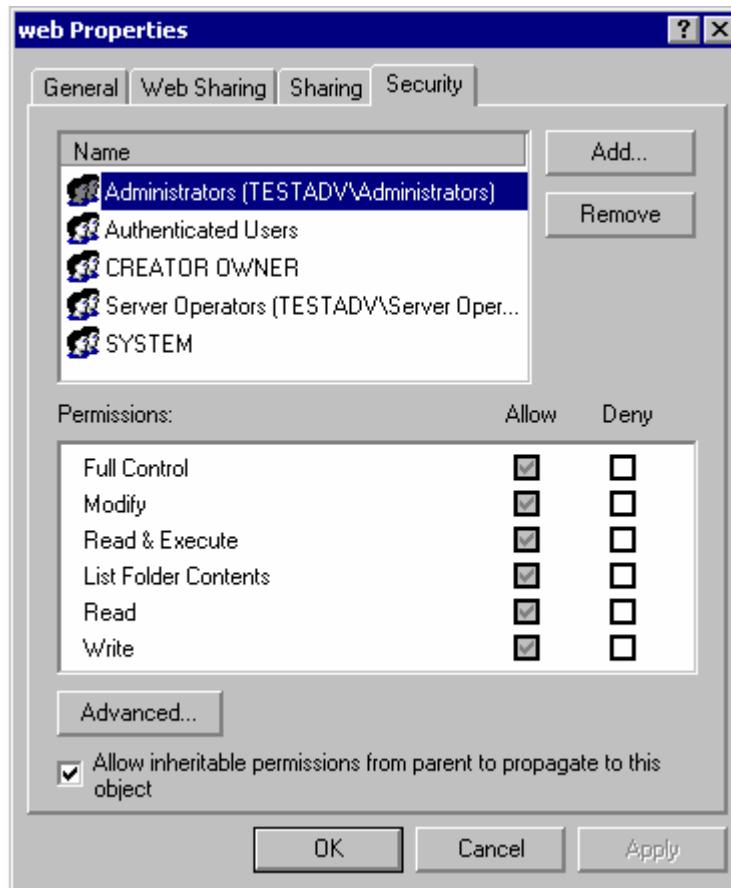 web Properties
General Web Sharing Sharing Security
Name
Add...
Administrators (TESTADV\Administrators)
Remove
Authenticated Users
CREATOR OWNER
Server Operators (TESTADV\Server Oper...
SYSTEM
Permissions: Allow Deny
Full Control
Modify
Read & Execute
List Folder Contents
Read
Write
Advanced...
Allow inheritable permissions from parent to propagate to this
object
OK Cancel Apply